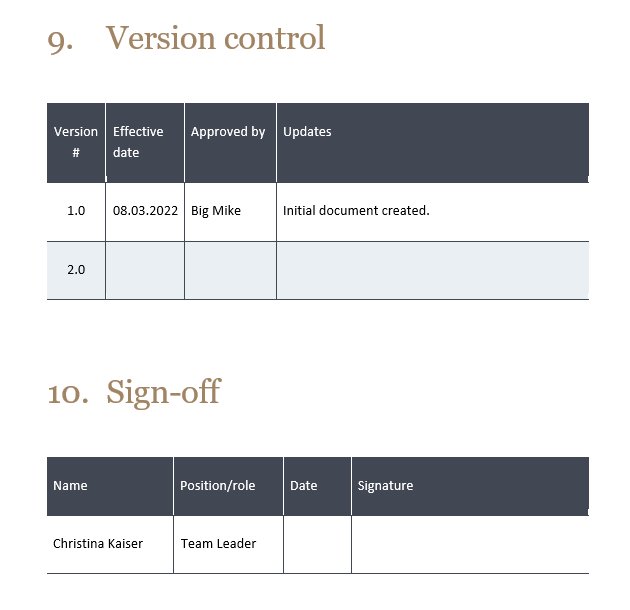 9. Version control
Version # Effective date Approved by Updates
1.0 08.03.2022 Big Mike Initial document created.
2.0
10. Sign-off
Name Position/role Date Signature
Christina Kaiser Team Leader